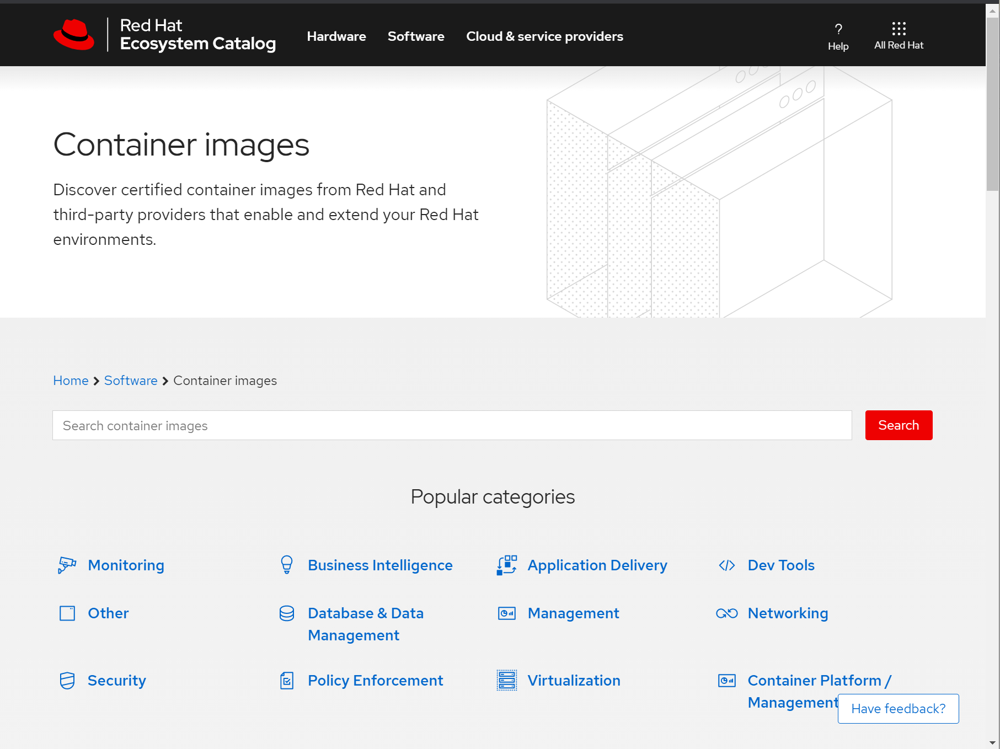 Red Hat
Ecosystem Catalog
Hardware
Software
Cloud & service providers
?
Help
All Red Hat
Container images
Discover certified container images from Red Hat and
third-party providers that enable and extend your Red Hat
environments.
Home > Software > Container images
Search container images
Search
Popular categories
Monitoring
Business Intelligence
Application Delivery
Dev Tools
Other
Database & Data
Management
Management
Networking
Security
Policy Enforcement
Virtualization
Container Platform /
Management
Have feedback?